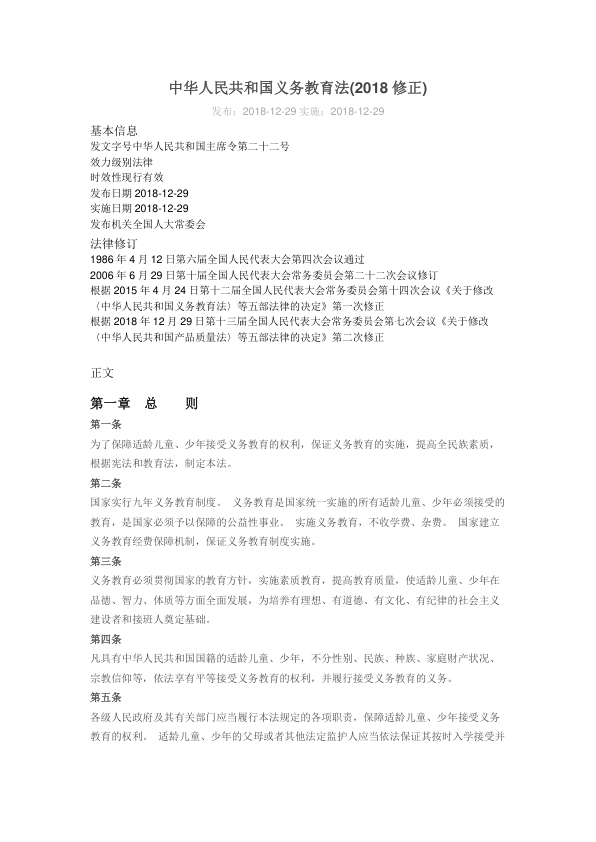 中华人民共和国义务教育法(2018 修正)
发布：2018-12-29 实施：2018-12-29
基本信息
发文字号中华人民共和国主席令第二十二号
效力级别法律
时效性现行有效
发布日期 2018-12-29
实施日期 2018-12-29
发布机关全国人大常委会
法律修订
1986 年 4 月 12 日第六届全国人民代表大会第四次会议通过
2006 年 6 月 29 日第十届全国人民代表大会常务委员会第二十二次会议修订
根据 2015 年 4 月 24 日第十二届全国人民代表大会常务委员会第十四次会议《关于修改
〈中华人民共和国义务教育法〉等五部法律的决定》第一次修正
根据 2018 年 12 月 29 日第十三届全国人民代表大会常务委员会第七次会议《关于修改
〈中华人民共和国产品质量法〉等五部法律的决定》第二次修正
正文
第一章　总　　则
第一条
为了保障适龄儿童、少年接受义务教育的权利，保证义务教育的实施，提高全民族素质，
根据宪法和教育法，制定本法。
第二条
国家实行九年义务教育制度。 义务教育是国家统一实施的所有适龄儿童、少年必须接受的
教育，是国家必须予以保障的公益性事业。 实施义务教育，不收学费、杂费。 国家建立
义务教育经费保障机制，保证义务教育制度实施。
第三条
义务教育必须贯彻国家的教育方针，实施素质教育，提高教育质量，使适龄儿童、少年在
品德、智力、体质等方面全面发展，为培养有理想、有道德、有文化、有纪律的社会主义
建设者和接班人奠定基础。
第四条
凡具有中华人民共和国国籍的适龄儿童、少年，不分性别、民族、种族、家庭财产状况、
宗教信仰等，依法享有平等接受义务教育的权利，并履行接受义务教育的义务。
第五条
各级人民政府及其有关部门应当履行本法规定的各项职责，保障适龄儿童、少年接受义务
教育的权利。 适龄儿童、少年的父母或者其他法定监护人应当依法保证其按时入学接受并